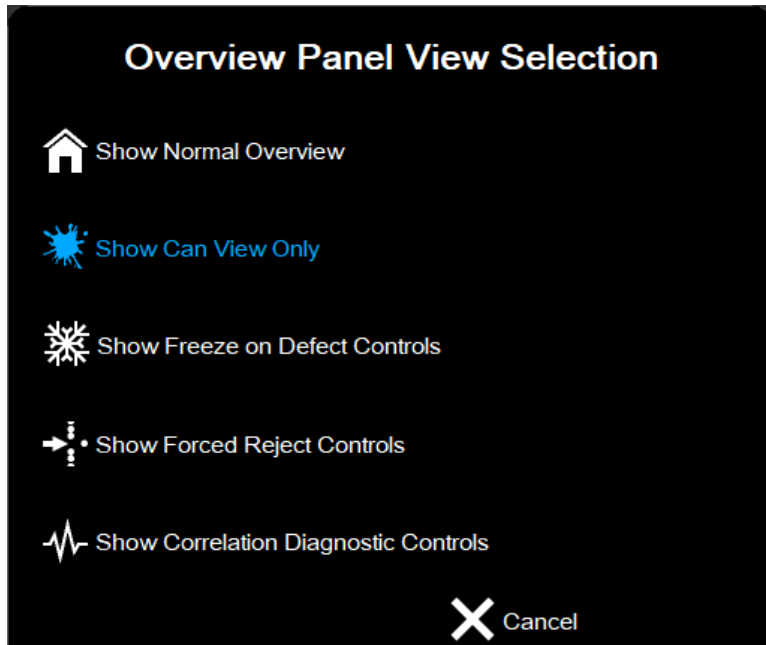 Overview Panel View Selection
Show Normal Overview
Show Can View Only
Show Freeze on Defect Controls
Show Forced Reject Controls
Show Correlation Diagnostic Controls
Cancel